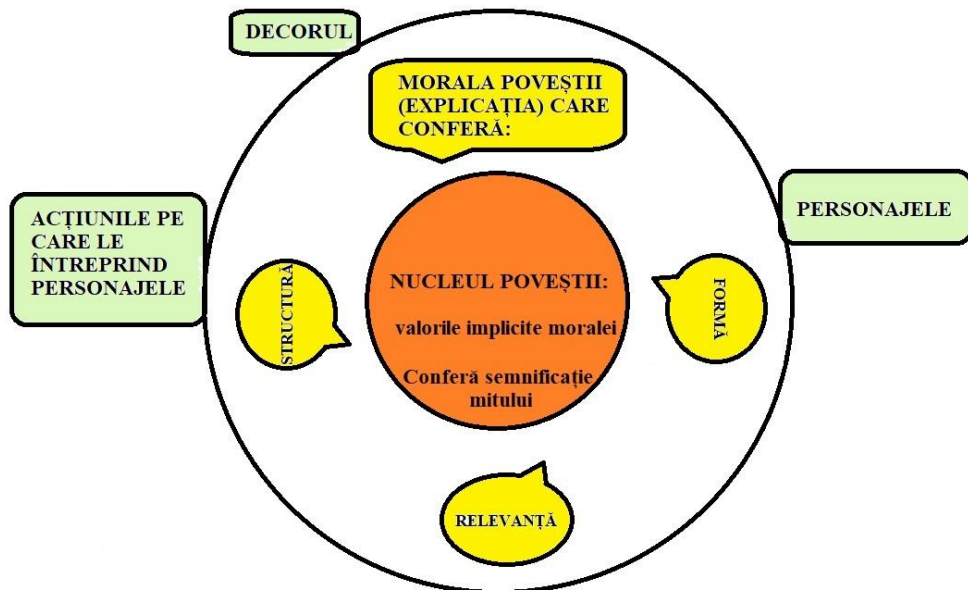 DECORUL
MORALA POVEȘTII
(EXPLICAȚIA) CARE
CONFERĂ:
ACȚIUNILE PE
CARE LE
ÎNTREPRIND
PERSONAJELE
PERSONAJELE
STRUCTURĂ
NUCLEUL POVEȘTII:
valorile implicite moralei
Conferă semnificație
mitului
FORMĂ
RELEVANȚĂ